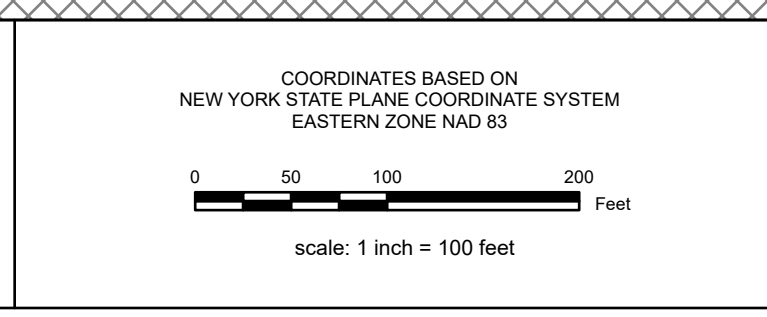 COORDINATES BASED ON
NEW YORK STATE PLANE COORDINATE SYSTEM
EASTERN ZONE NAD 83
0 50 100 200
Feet
scale: 1 inch = 100 feet